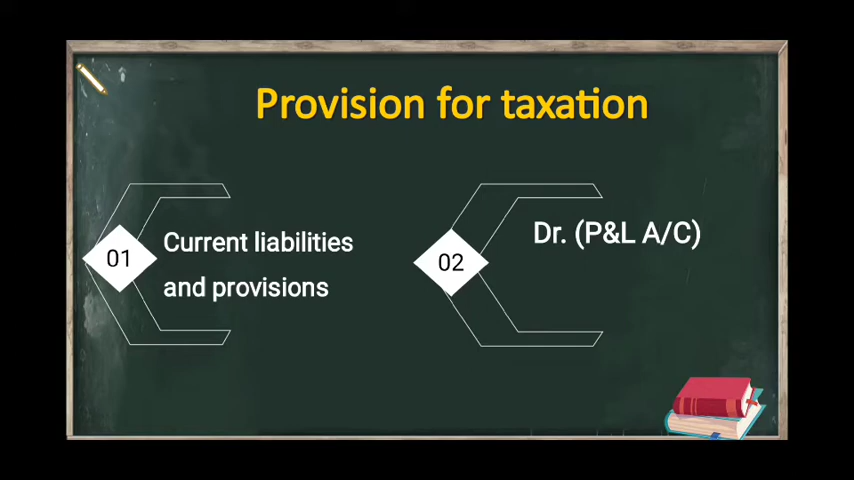 Provision for taxation
01
Current liabilities
and provisions
02
Dr. (P&L A/C)